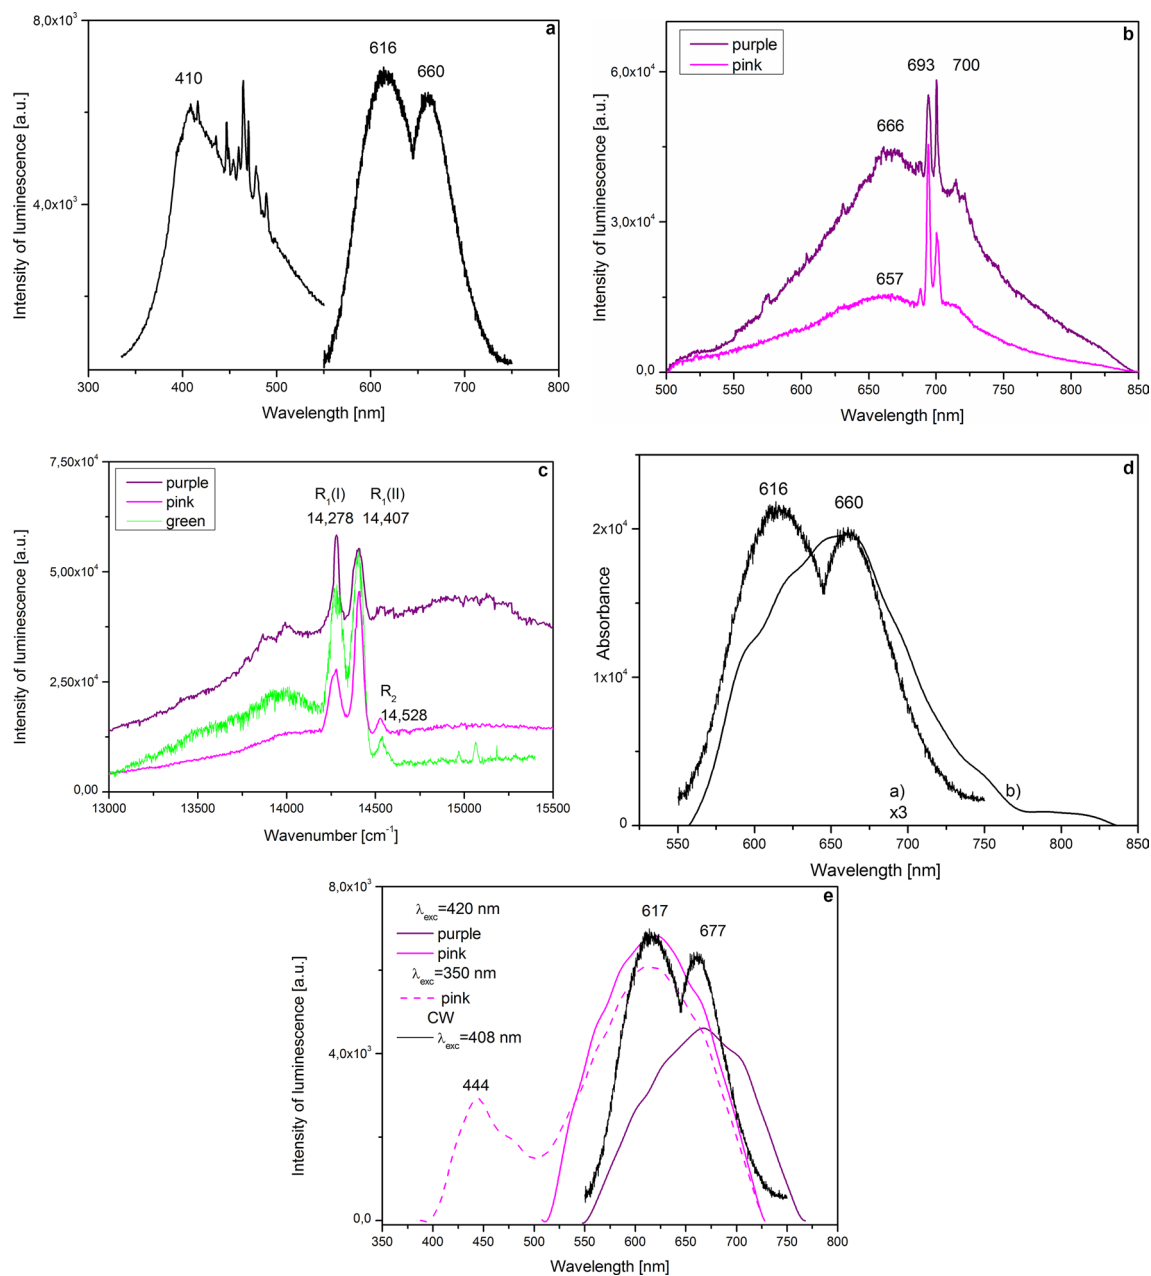 a
8,0x10³
4,0x10³
410
616
660
300 400 500 600 700 800
Wavelength [nm]
Intensity of luminescence [a.u.]
b
purple
pink
693 700
666
657
6,0x10⁴
3,0x10⁴
0,0
500 550 600 650 700 750 800 850
Wavelength [nm]
Intensity of luminescence [a.u.]
c
purple
pink
green
R₁(I) R₁(II)
14,278 14,407
R₂
14,528
7,50x10⁴
5,00x10⁴
2,50x10⁴
0,00
13000 13500 14000 14500 15000 15500
Wavenumber [cm⁻¹]
Intensity of luminescence [a.u.]
d
616
660
2x10⁴
1x10⁴
0
a) b)
x3
550 600 650 700 750 800 850
Wavelength [nm]
Absorbance
e
8,0x10³
4,0x10³
0,0
λexc=420 nm
purple
pink
λexc=350 nm
pink
CW
λexc=408 nm
617
677
444
350 400 450 500 550 600 650 700 750 800
Wavelength [nm]
Intensity of luminescence [a.u.]